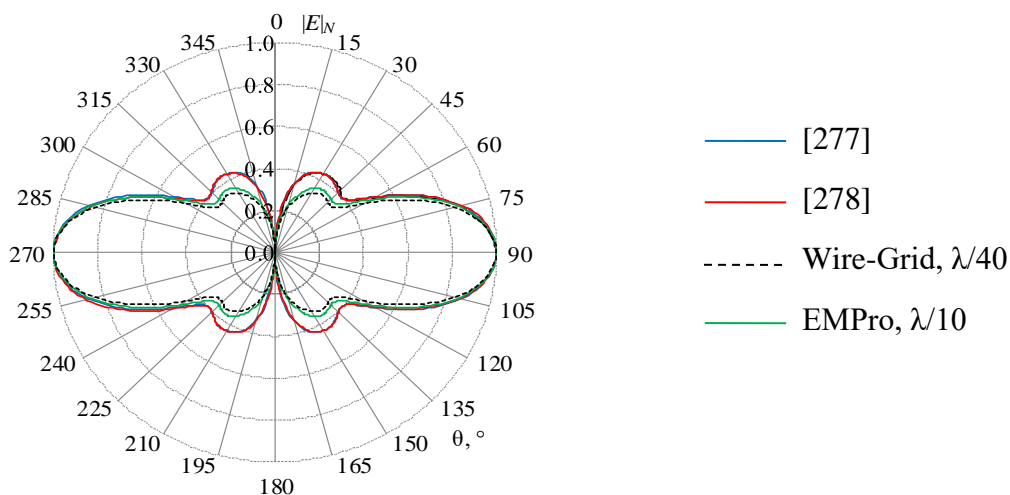 0 |E|N
345 1.0 15
330 0.8 30
315 0.6 45
300 0.4 60
285 0.2 75
270 0.0 90
255 105
240 120
225 135
210 150 θ, °
195 165
180
[277]
[278]
Wire-Grid, λ/40
EMPro, λ/10